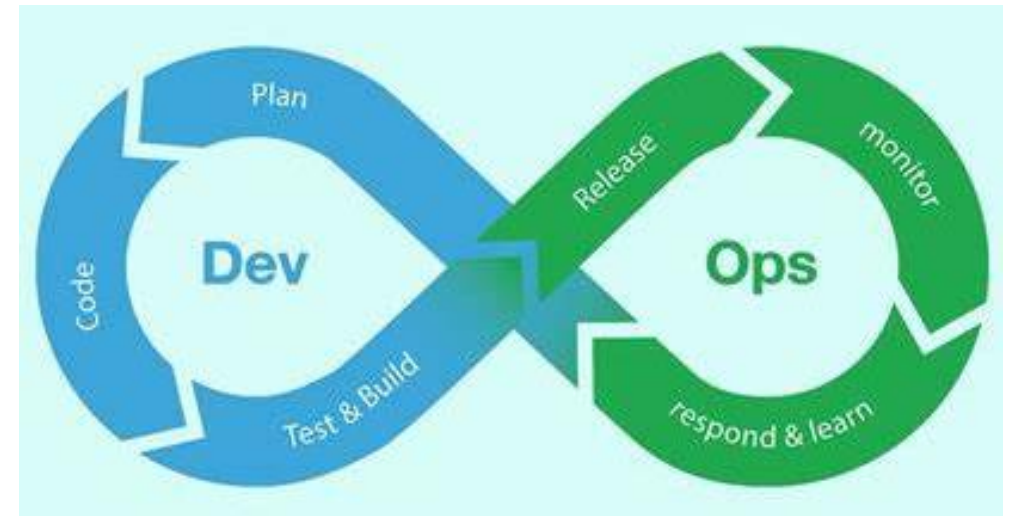 Plan
Code
Dev
Test & Build
Release
monitor
Ops
respond & learn